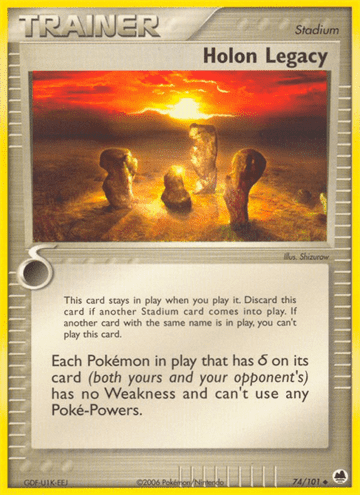 TRAINER
Stadium
Holon Legacy
Illus. Shizurow
This card stays in play when you play it. Discard this
card if another Stadium card comes into play. If
another card with the same name is in play, you can't
play this card.
Each Pokémon in play that has δ on its
card (both yours and your opponent's)
has no Weakness and can't use any
Poké-Powers.
GDF-U1K-EEJ
©2006 Pokémon/Nintendo
74/101 ◆